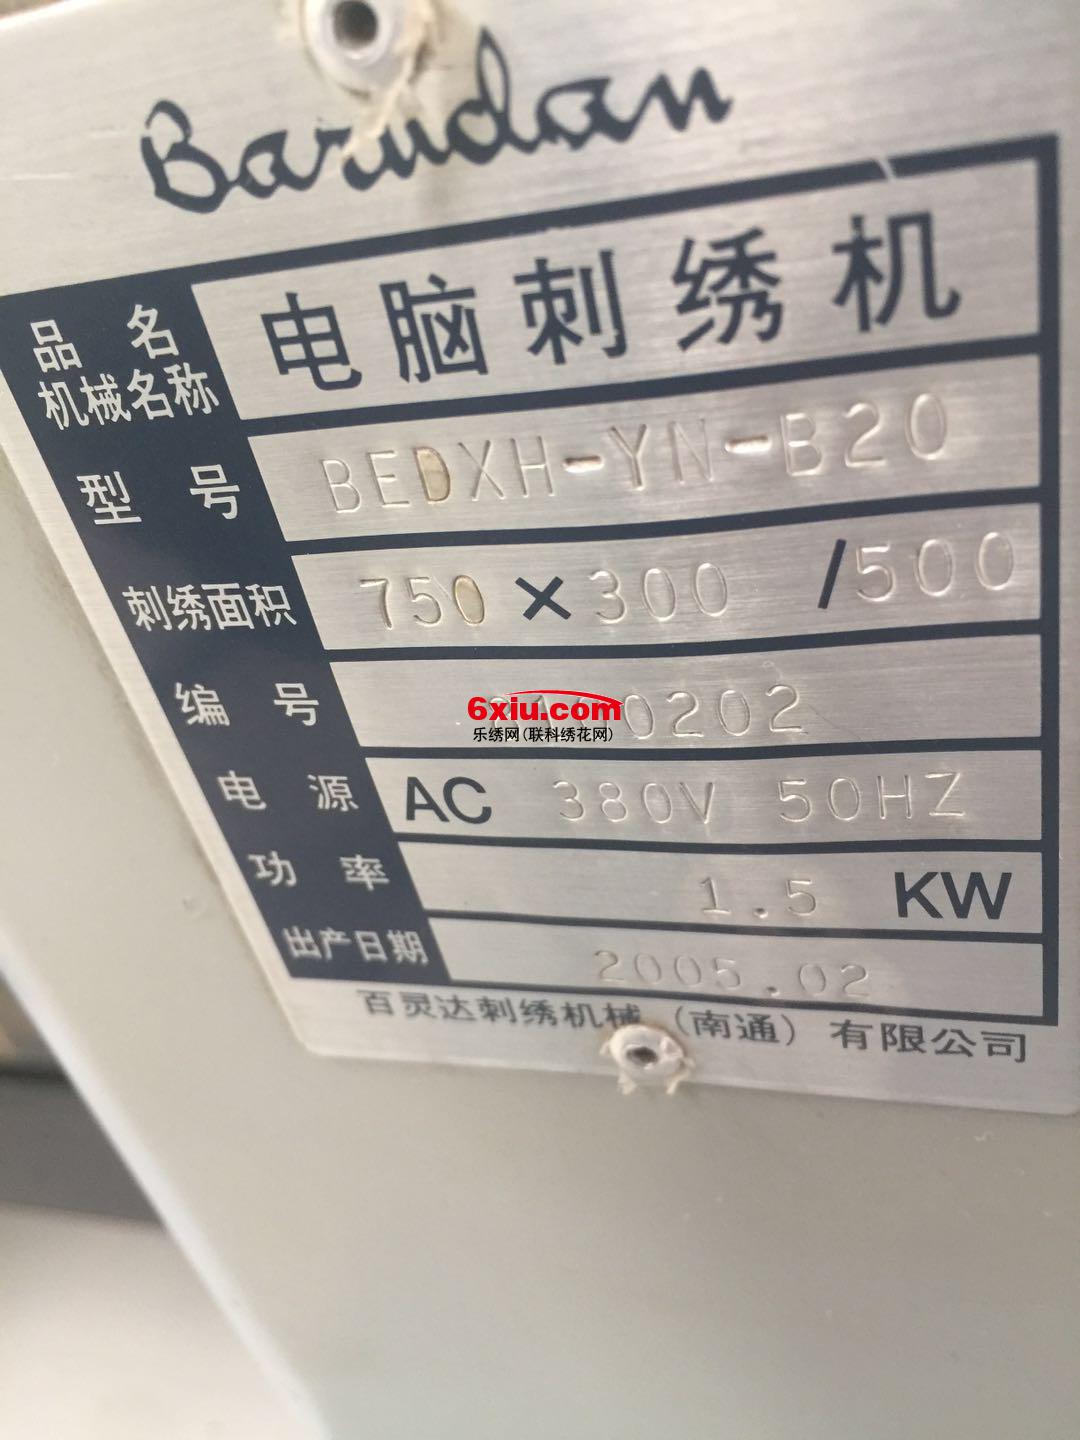 Barudan
品名 电脑刺绣机
机械名称
型号 BEDXH-YN-B20
刺绣面积 750×300 /500
编号 0202
6xiu.com
乐绣网(联科绣花网)
电源 AC 380V 50HZ
功率 1.5 KW
出产日期 2005.02
百灵达刺绣机械（南通）有限公司